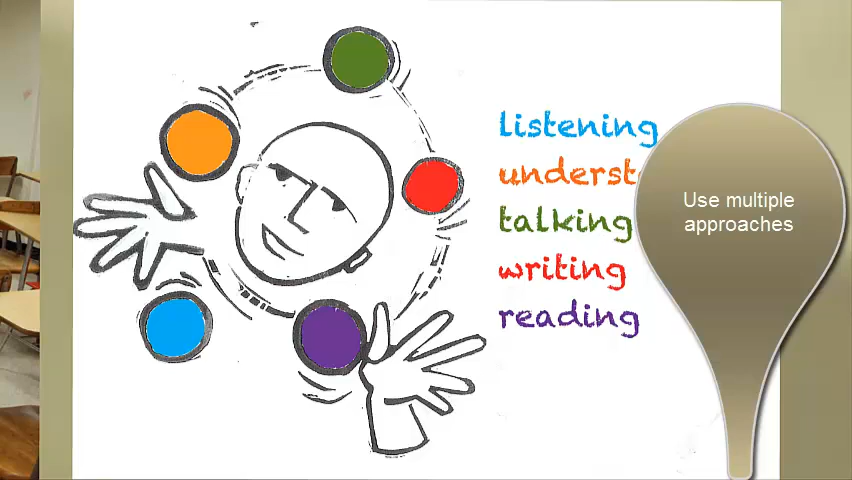 listening
underst
talking
writing
reading
Use multiple
approaches